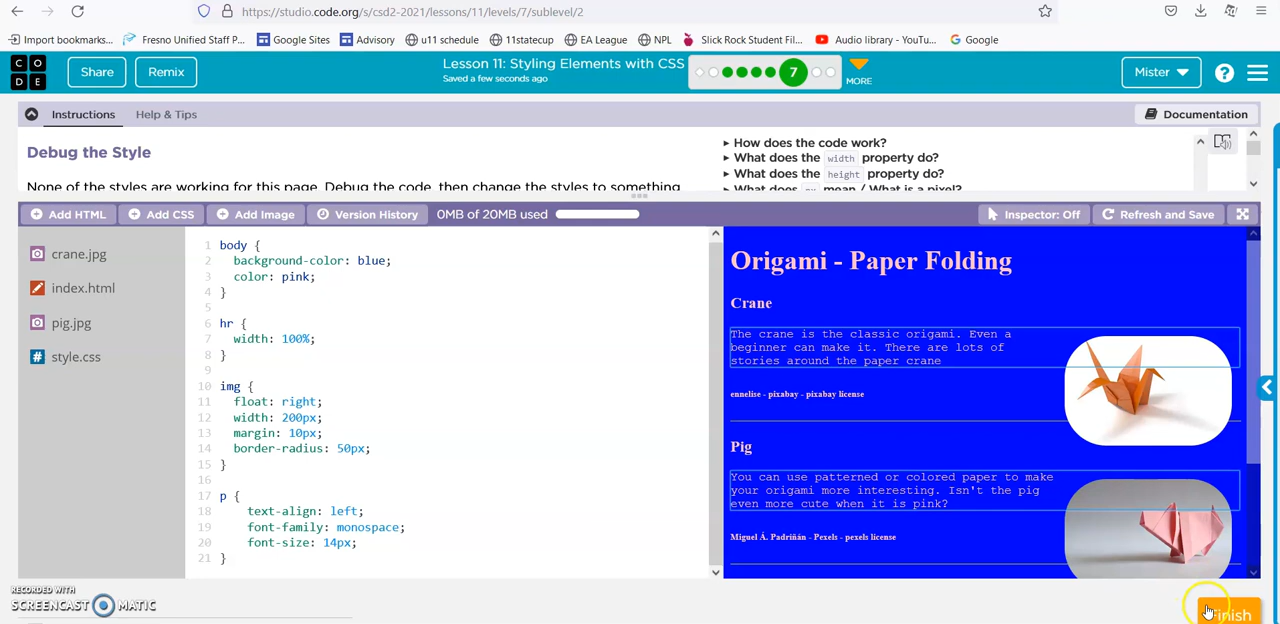 https://studio.code.org/s/csd2-2021/lessons/11/levels/7/sublevel/2
Import bookmarks...
Fresno Unified Staff P...
Google Sites
Advisory
u11 schedule
11statecup
EA League
NPL
Slick Rock Student Fil...
Audio library - YouTu...
Google
CO
DE
Share
Remix
Lesson 11: Styling Elements with CSS
Saved a few seconds ago
7
MORE
Mister
?
Instructions
Help & Tips
Documentation
Debug the Style
None of the styles are working for this page. Debug the code, then change the styles to something
How does the code work?
What does the width property do?
What does the height property do?
What does px mean / What is a pixel?
Add HTML
Add CSS
Add Image
Version History
0MB of 20MB used
Inspector: Off
Refresh and Save
crane.jpg
index.html
pig.jpg
style.css
1 body {
2 background-color: blue;
3 color: pink;
4 }
5
6 hr {
7 width: 100%;
8 }
9
10 img {
11 float: right;
12 width: 200px;
13 margin: 10px;
14 border-radius: 50px;
15 }
16
17 p {
18 text-align: left;
19 font-family: monospace;
20 font-size: 14px;
21 }
Origami - Paper Folding
Crane
The crane is the classic origami. Even a
beginner can make it. There are lots of
stories around the paper crane
ennelise - pixabay - pixabay license
Pig
You can use patterned or colored paper to make
your origami more interesting. Isn't the pig
even more cute when it is pink?
Miguel Á. Padriñán - Pexels - pexels license
RECORDED WITH
SCREENCAST MATIC
Finish